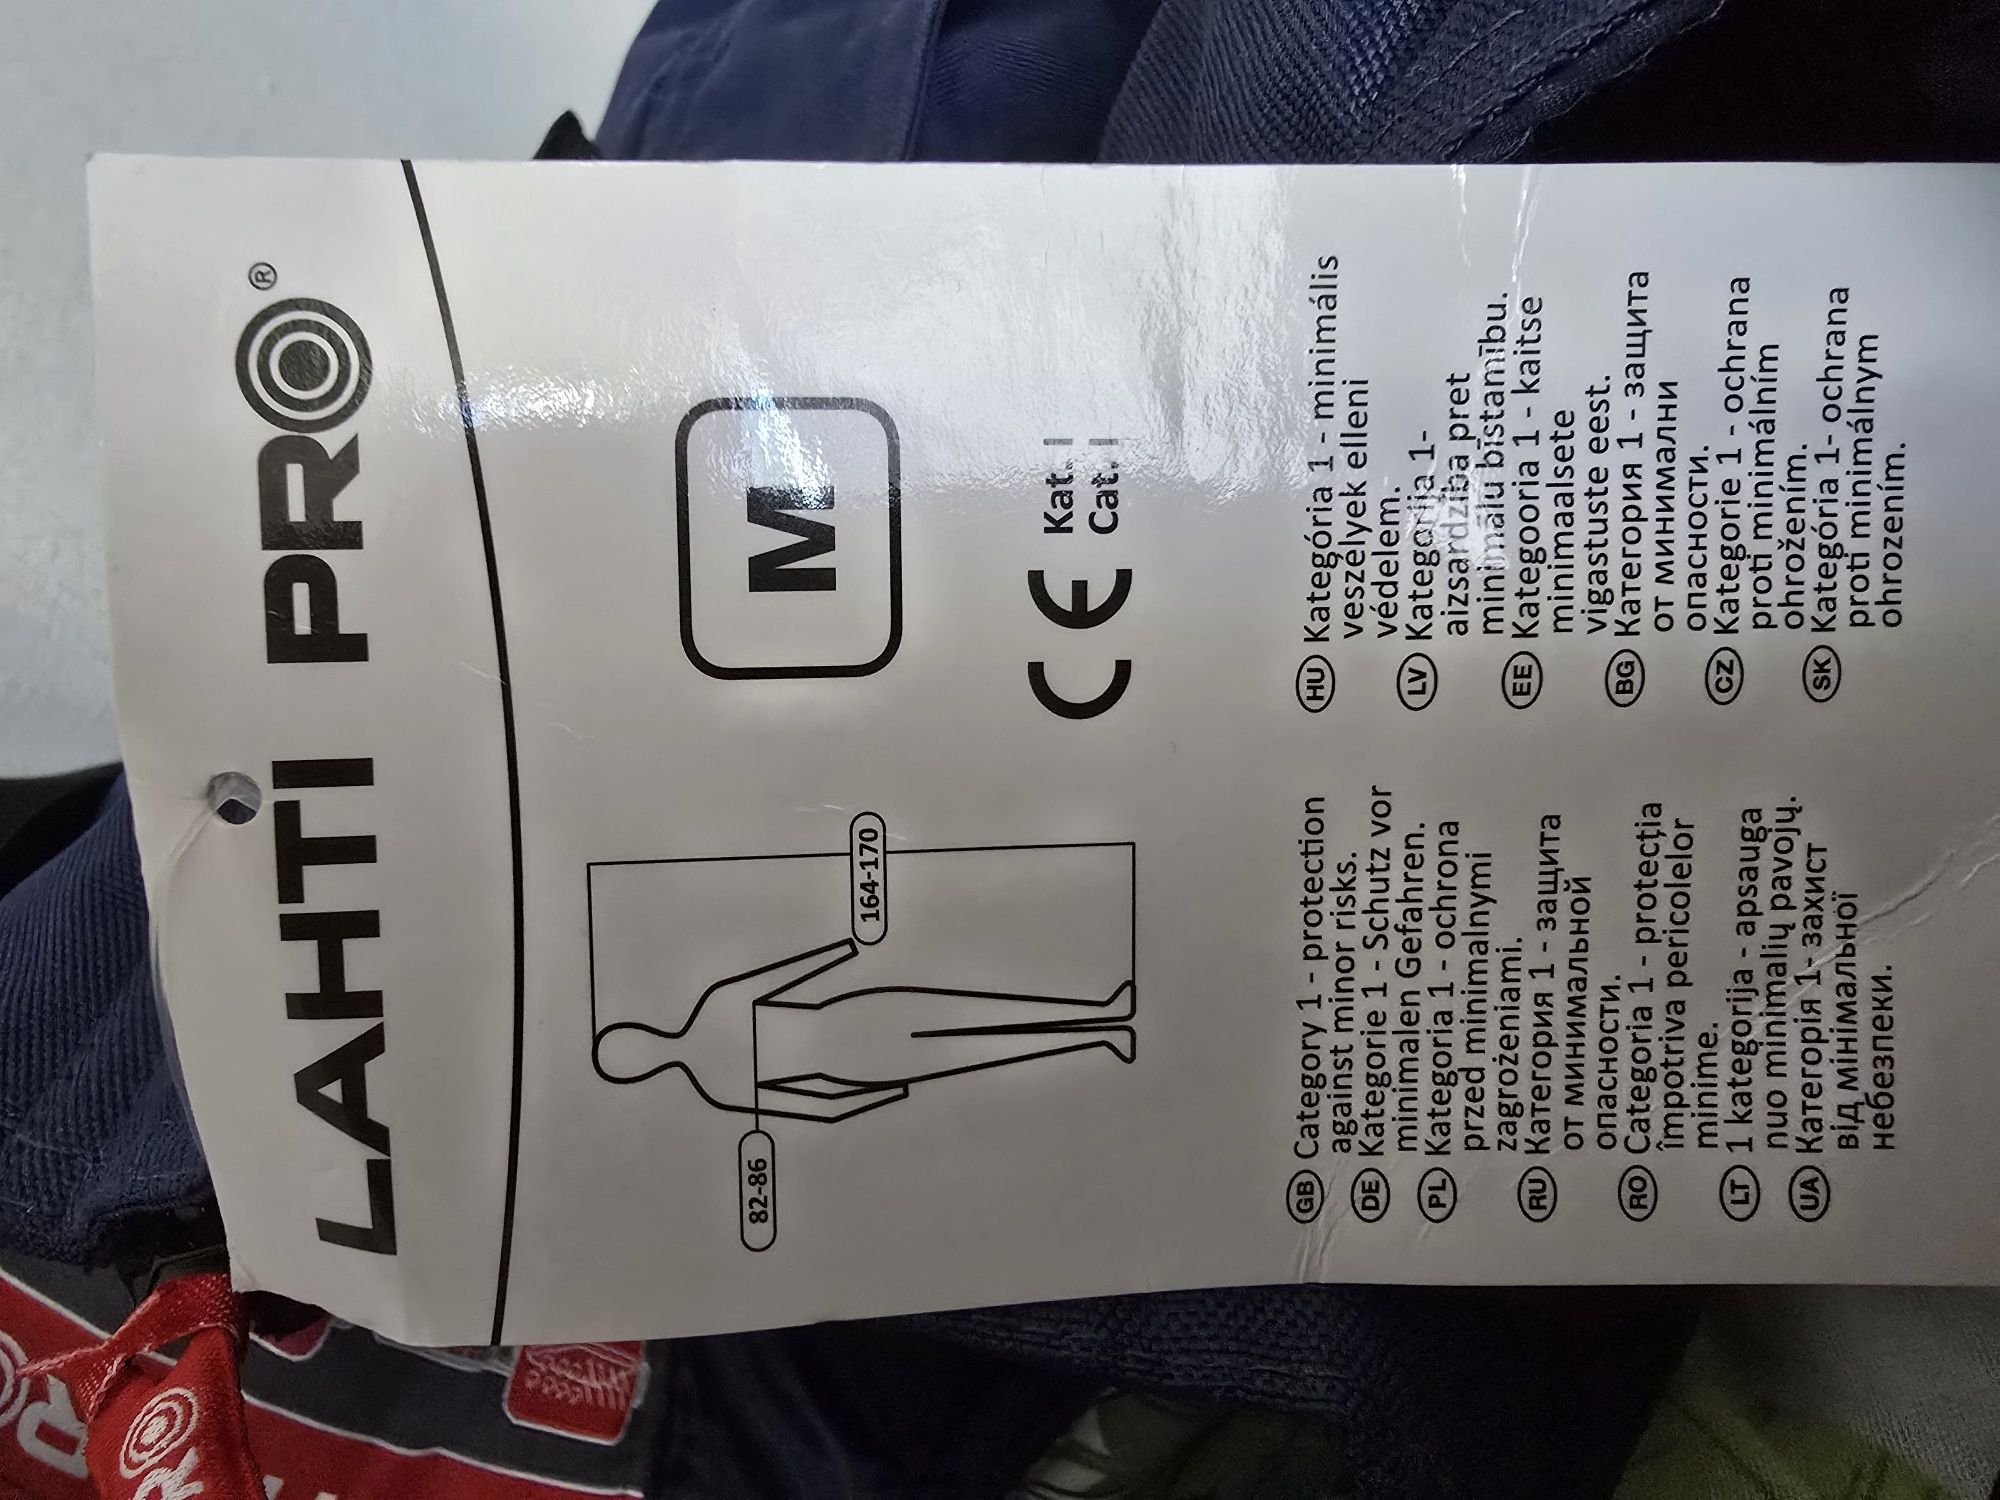 LAHTI PRO®
164-170
82-86
M
CE Kat. I
Cat. I
GB Category 1 - protection
against minor risks.
DE Kategorie 1 - Schutz vor
minimalen Gefahren.
PL Kategoria 1 - ochrona
przed minimalnymi
zagrożeniami.
RU Категория 1 - защита
от минимальной
опасности.
RO Categoria 1 - protecția
împotriva pericolelor
minime.
LT 1 kategorija - apsauga
nuo minimalių pavojų.
UA Категорія 1- захист
від мінімальної
небезпеки.
HU Kategória 1 - minimális
veszélyek elleni
védelem.
LV Kategorija 1-
aizsardzība pret
minimālu bīstamību.
EE Kategooria 1 - kaitse
minimaalsete
vigastuste eest.
BG Категория 1 - защита
от минимални
опасности.
CZ Kategorie 1 - ochrana
proti minimálním
ohrožením.
SK Kategória 1- ochrana
proti minimálnym
ohrozením.